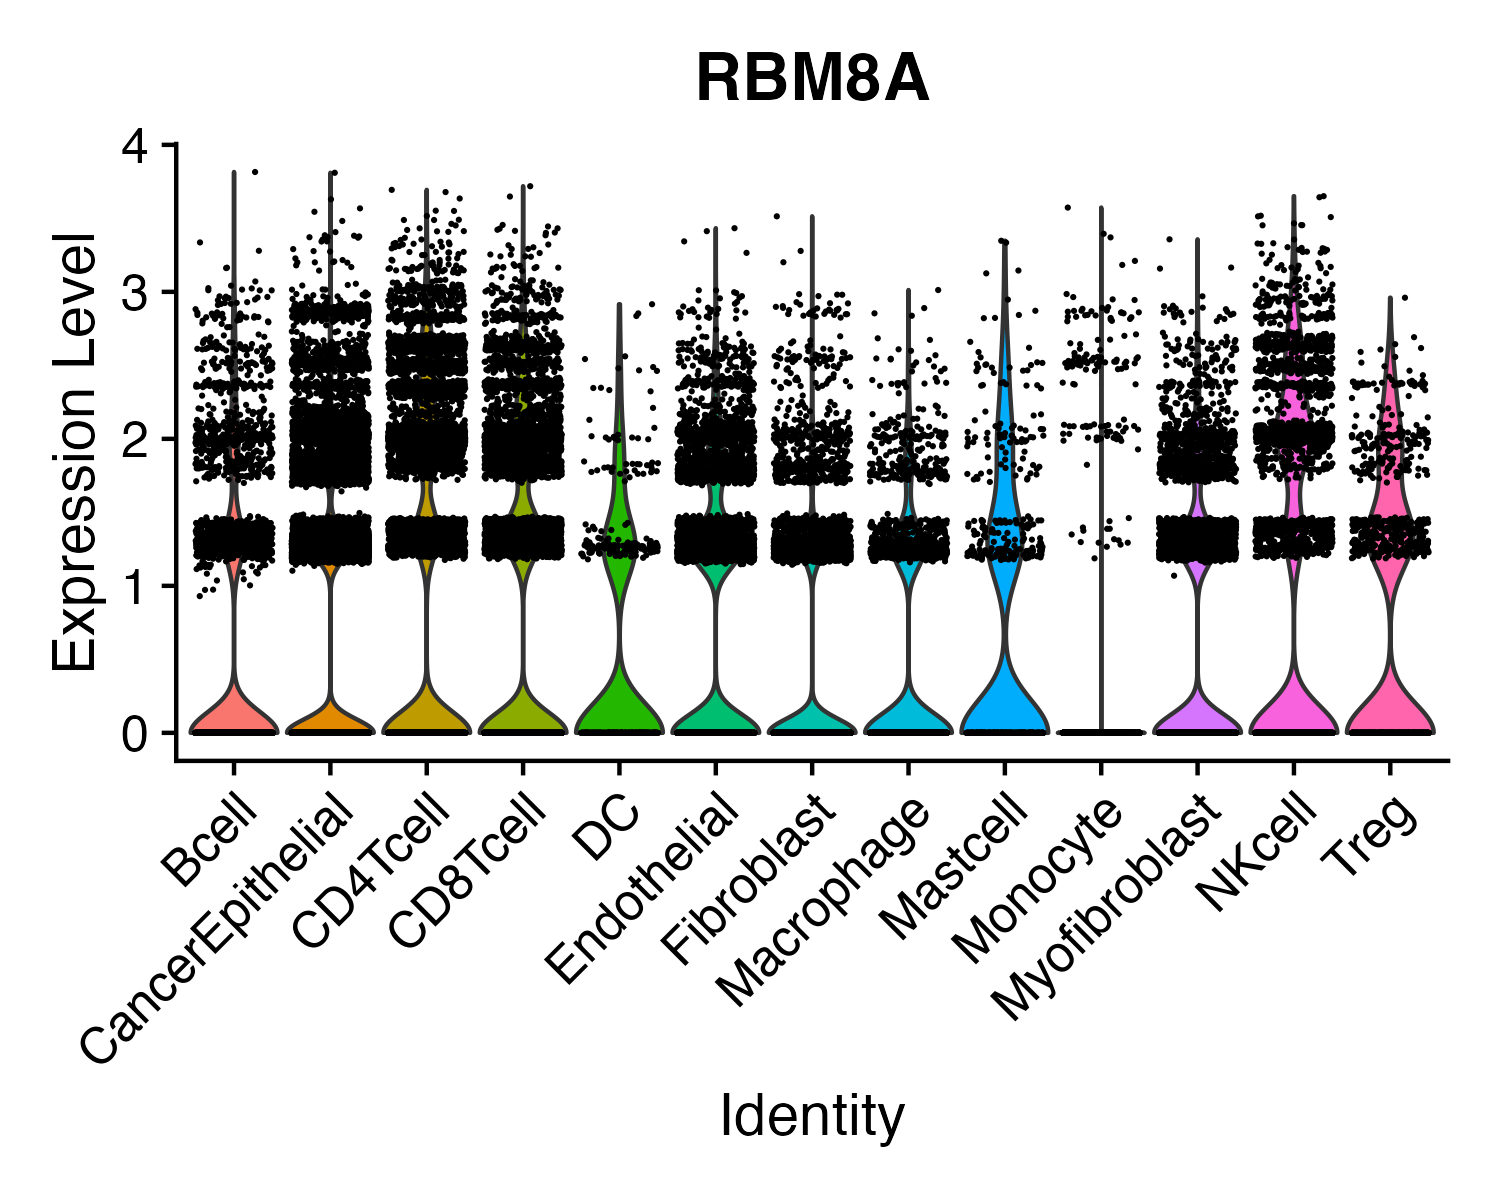 RBM8A
Expression Level
4
3
2
1
0
Bcell
CancerEpithelial
CD4Tcell
CD8Tcell
DC
Endothelial
Fibroblast
Macrophage
Mastcell
Monocyte
Myofibroblast
NKcell
Treg
Identity